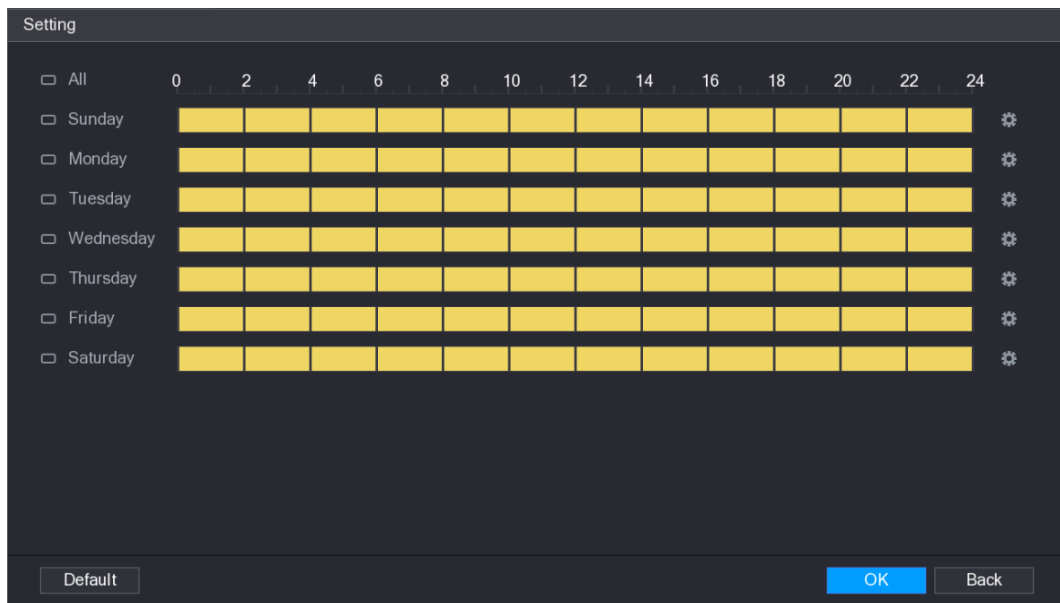 Setting
All 0 2 4 6 8 10 12 14 16 18 20 22 24
Sunday
Monday
Tuesday
Wednesday
Thursday
Friday
Saturday
Default OK Back